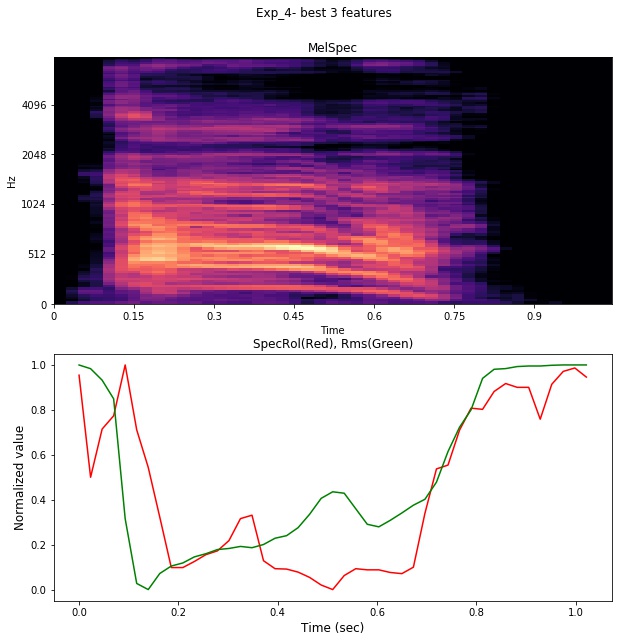 Exp_4- best 3 features
MelSpec
Hz
4096
2048
1024
512
0
0 0.15 0.3 0.45 0.6 0.75 0.9
Time
SpecRol(Red), Rms(Green)
Normalized value
1.0
0.8
0.6
0.4
0.2
0.0
0.0 0.2 0.4 0.6 0.8 1.0
Time (sec)